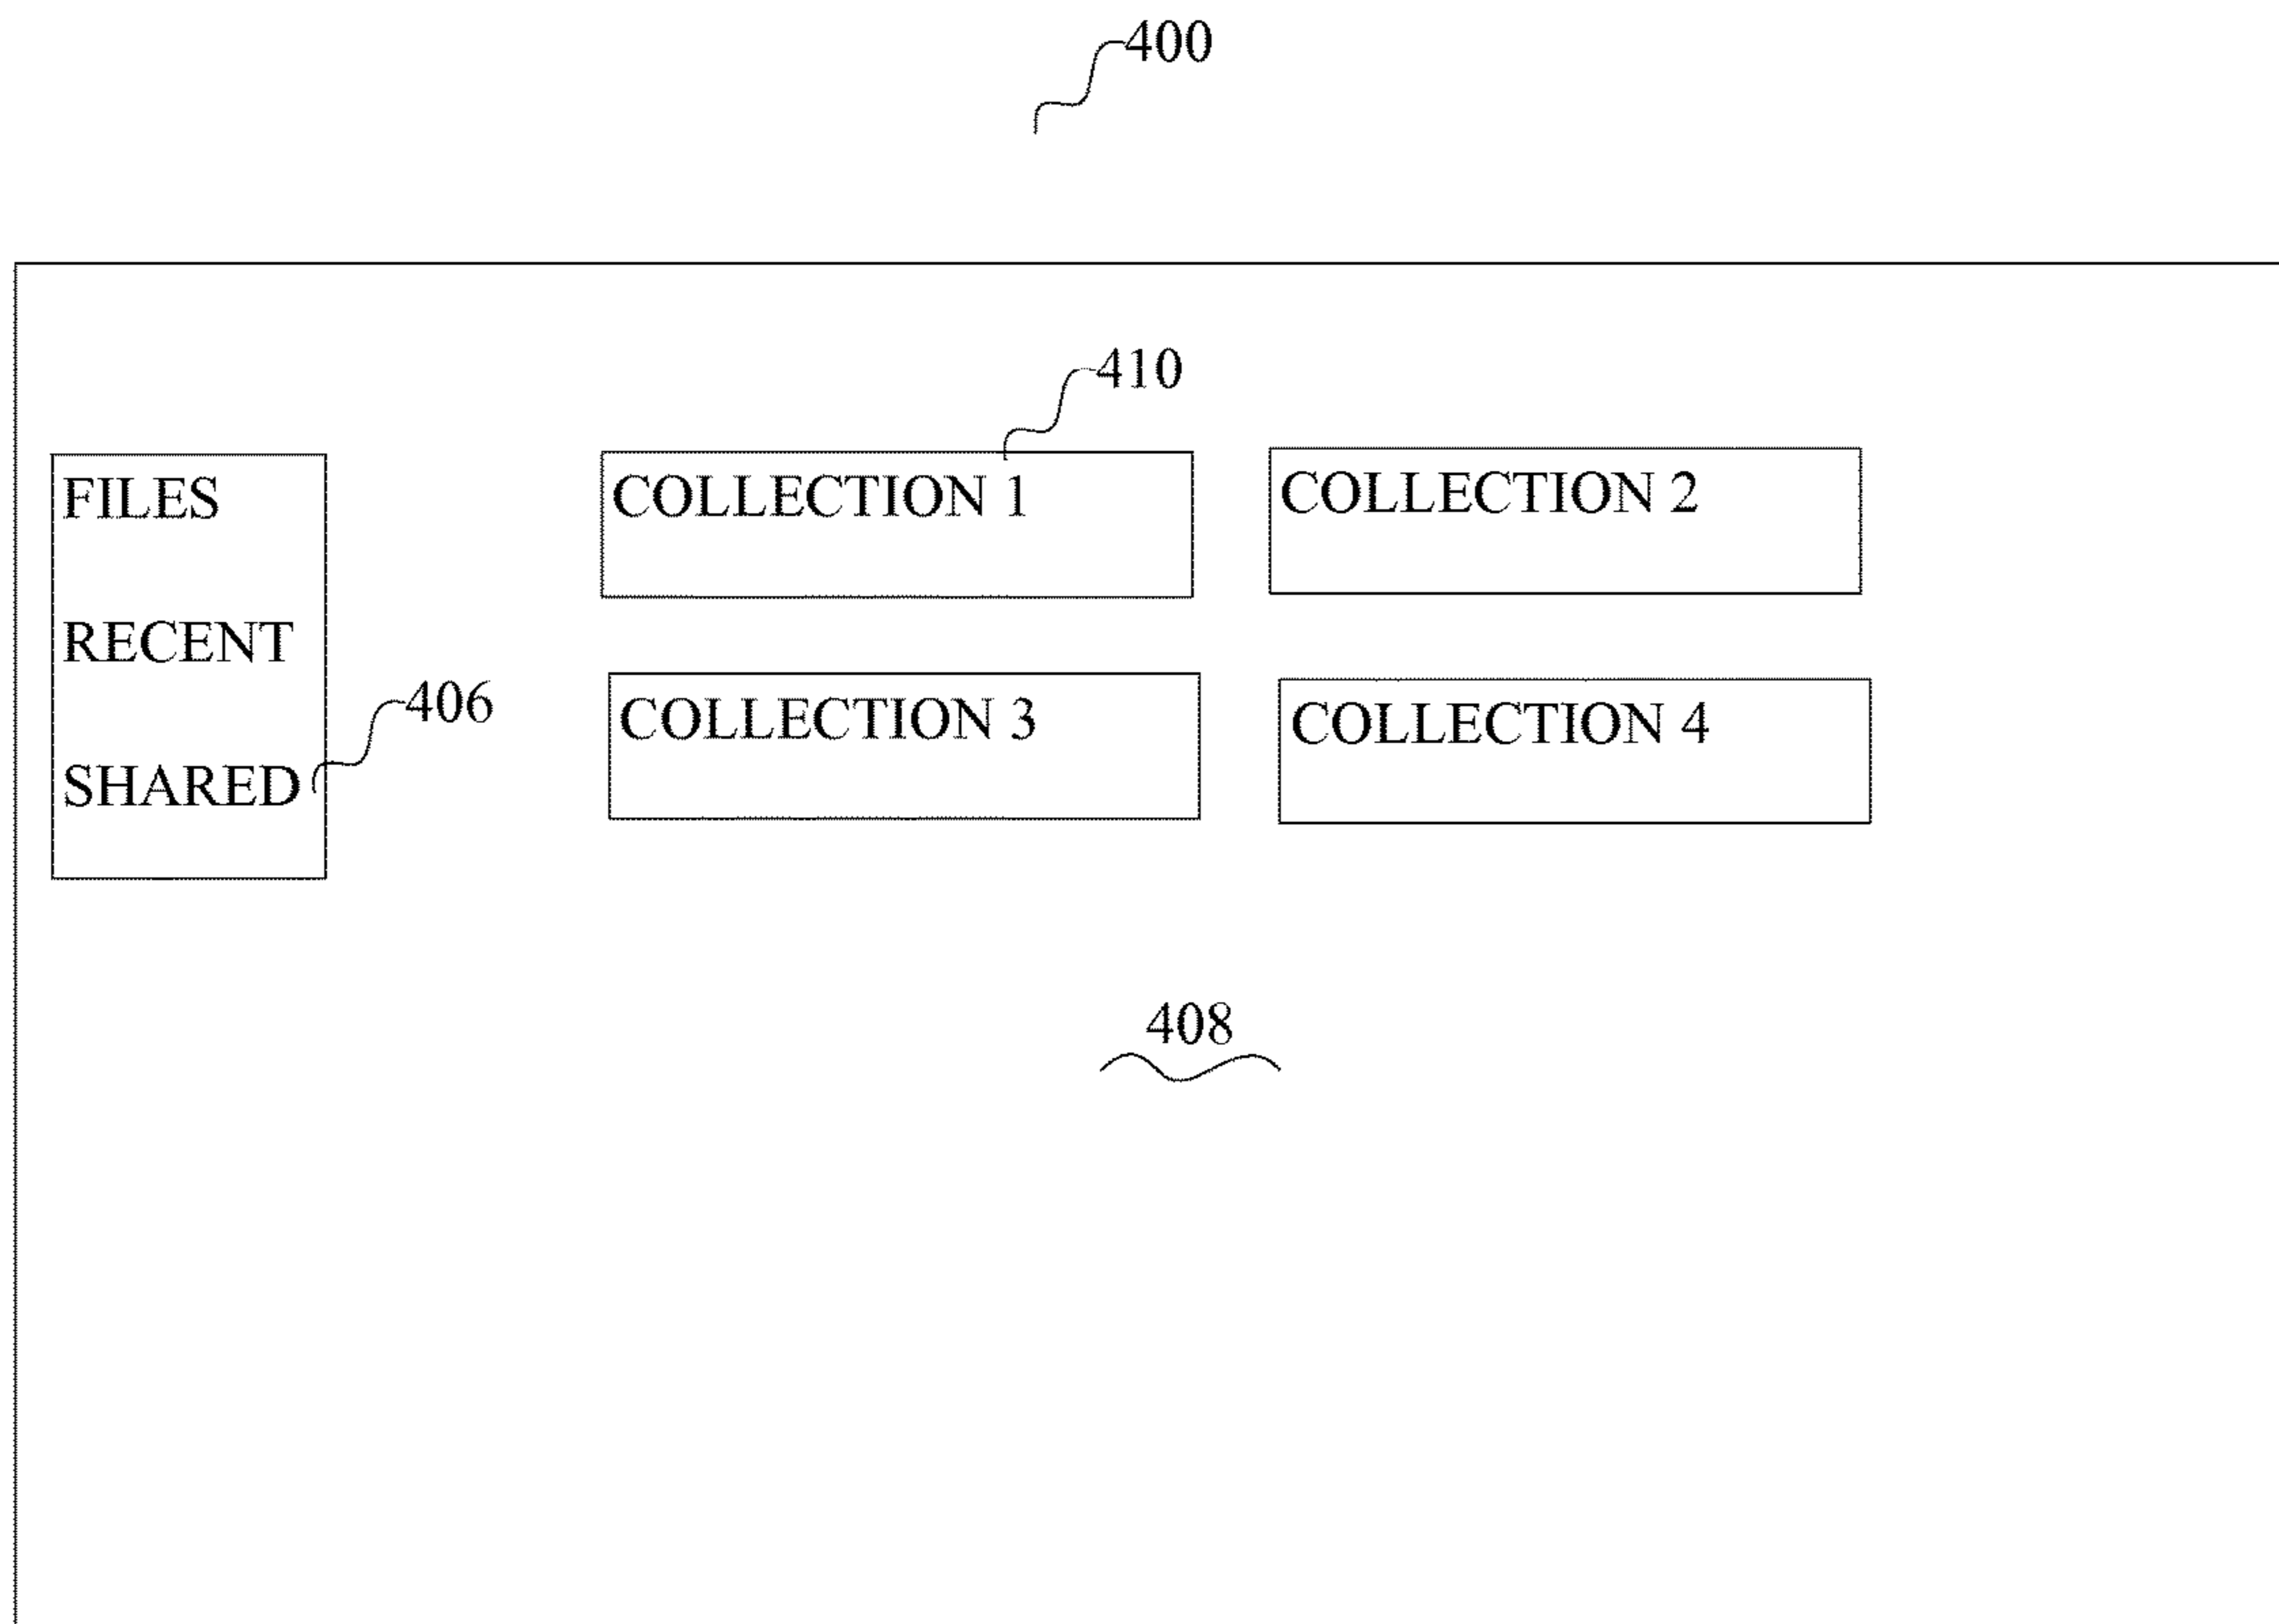 400
410
FILES
COLLECTION 1
COLLECTION 2
RECENT
406
COLLECTION 3
COLLECTION 4
SHARED
408